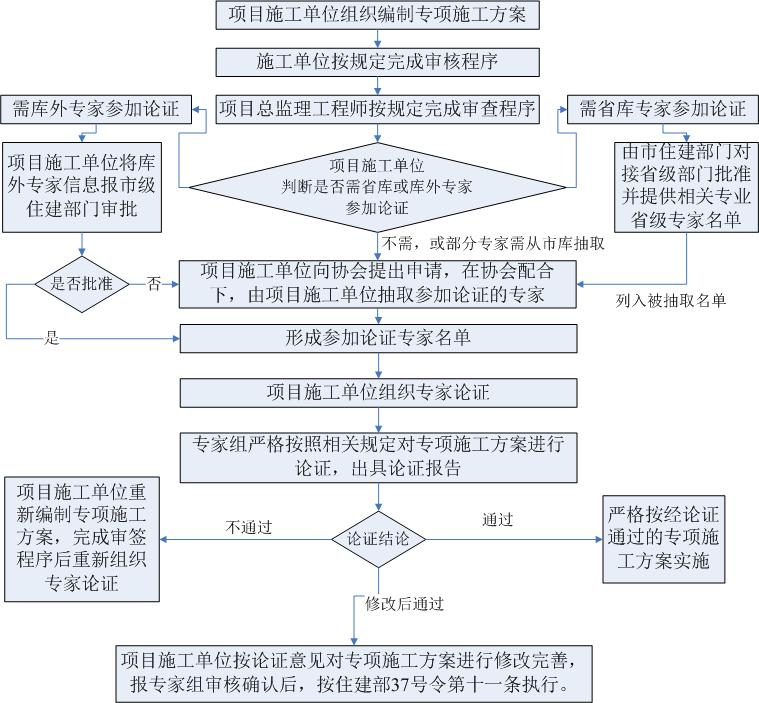 项目施工单位组织编制专项施工方案
施工单位按规定完成审核程序
需库外专家参加论证
项目总监理工程师按规定完成审查程序
需省库专家参加论证
项目施工单位将库
外专家信息报市级
住建部门审批
项目施工单位
判断是否需省库或库外专家
参加论证
由市住建部门对
接省级部门批准
并提供相关专业
省级专家名单
不需，或部分专家需从市库抽取
是否批准
否
项目施工单位向协会提出申请，在协会配合
下，由项目施工单位抽取参加论证的专家
列入被抽取名单
是
形成参加论证专家名单
项目施工单位组织专家论证
专家组严格按照相关规定对专项施工方案进行
论证，出具论证报告
项目施工单位重
新编制专项施工
方案，完成审签
程序后重新组织
专家论证
不通过
论证结论
通过
严格按经论证
通过的专项施
工方案实施
修改后通过
项目施工单位按论证意见对专项施工方案进行修改完善，
报专家组审核确认后，按住建部37号令第十一条执行。